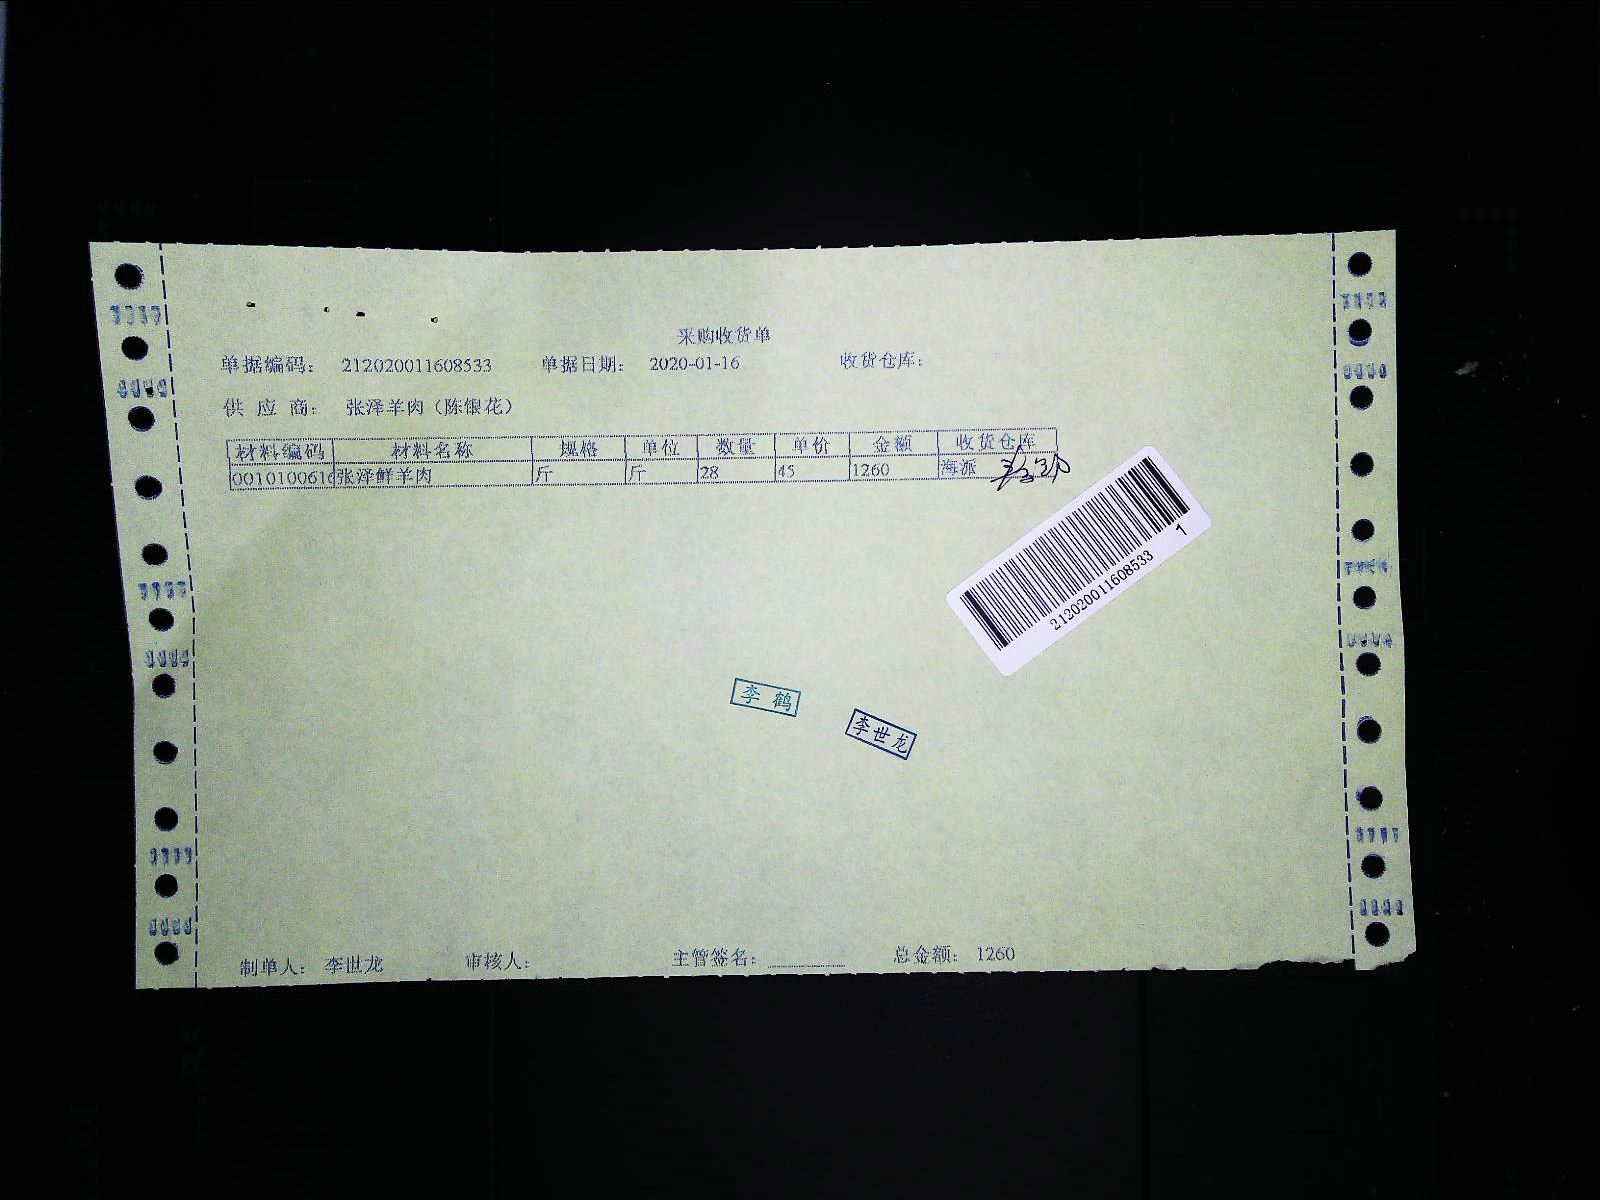 采购收货单
单据编码: 212020011608533 单据日期: 2020-01-16 收货仓库:
供 应 商: 张泽羊肉(陈银花)
材料编码 材料名称 规格 单位 数量 单价 金额 收货仓库
001010061 张泽鲜羊肉 斤 斤 28 45 1260 海派
212020011608533 1
李 鹤
李世龙
制单人: 李世龙 审核人: 主管签名: 总金额: 1260